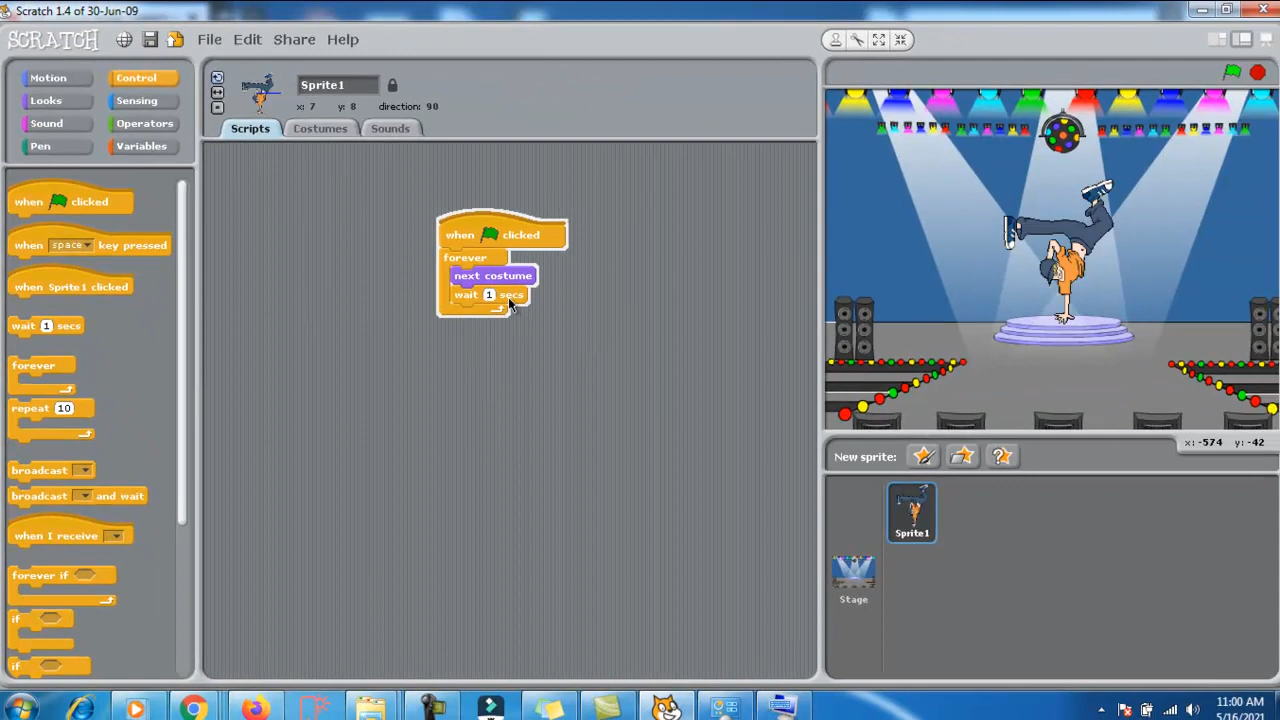 Scratch 1.4 of 30-Jun-09
SCRATCH File Edit Share Help
Motion Control
Looks Sensing
Sound Operators
Pen Variables
Sprite1
x: 7 y: 8 direction: 90
Scripts Costumes Sounds
when clicked
when space key pressed
when Sprite1 clicked
wait 1 secs
forever
repeat 10
broadcast
broadcast and wait
when I receive
forever if
if
if
when clicked
forever
next costume
wait 1 secs
x: -574 y: -42
New sprite:
Sprite1
Stage
11:00 AM
5/16/2021